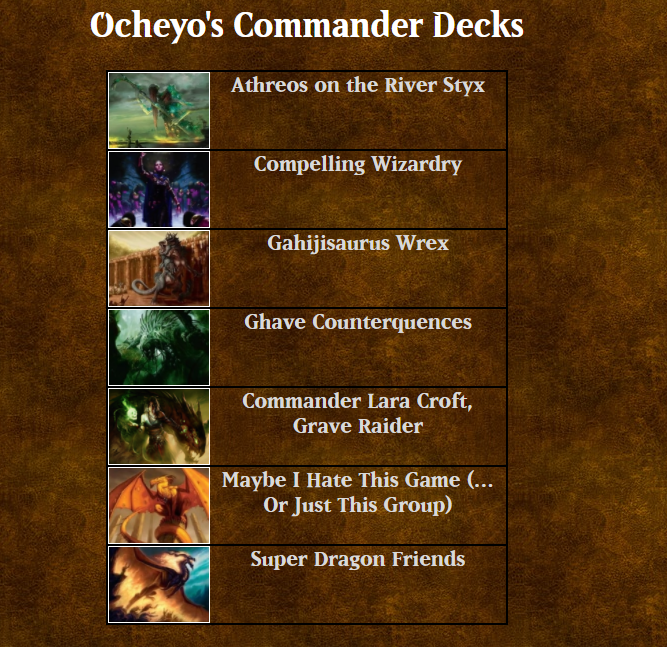 Ocheyo's Commander Decks
Athreos on the River Styx
Compelling Wizardry
Gahijisaurus Wrex
Ghave Counterquences
Commander Lara Croft,
Grave Raider
Maybe I Hate This Game (...
Or Just This Group)
Super Dragon Friends